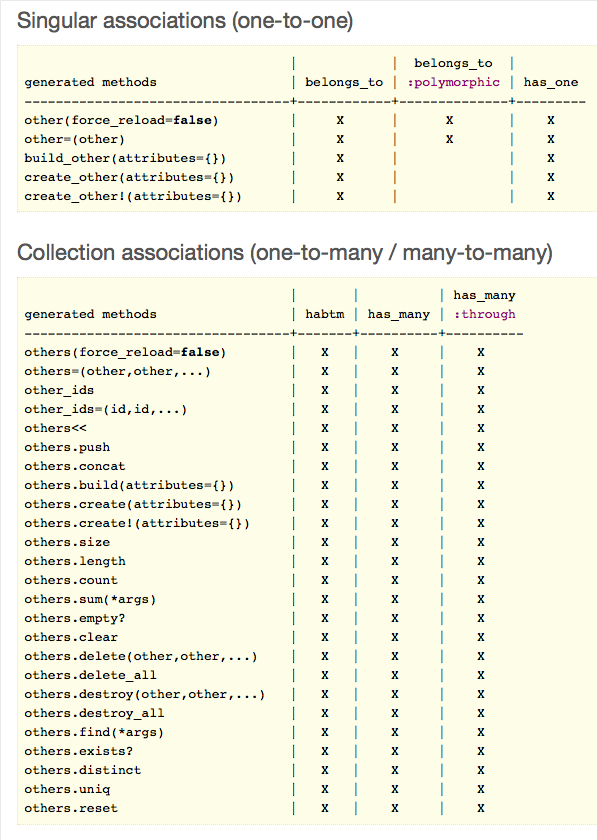 Singular associations (one-to-one)
                                  |            |  belongs_to  |
generated methods                 | belongs_to | :polymorphic | has_one
----------------------------------+------------+--------------+---------
other(force_reload=false)         |     X      |      X       |    X
other=(other)                     |     X      |      X       |    X
build_other(attributes={})        |     X      |              |    X
create_other(attributes={})       |     X      |              |    X
create_other!(attributes={})      |     X      |              |    X
Collection associations (one-to-many / many-to-many)
                                  |       |          | has_many
generated methods                 | habtm | has_many | :through
----------------------------------+-------+----------+----------
others(force_reload=false)        |   X   |    X     |    X
others=(other,other,...)          |   X   |    X     |    X
other_ids                         |   X   |    X     |    X
other_ids=(id,id,...)             |   X   |    X     |    X
others<<                          |   X   |    X     |    X
others.push                       |   X   |    X     |    X
others.concat                     |   X   |    X     |    X
others.build(attributes={})       |   X   |    X     |    X
others.create(attributes={})      |   X   |    X     |    X
others.create!(attributes={})     |   X   |    X     |    X
others.size                       |   X   |    X     |    X
others.length                     |   X   |    X     |    X
others.count                      |   X   |    X     |    X
others.sum(*args)                 |   X   |    X     |    X
others.empty?                     |   X   |    X     |    X
others.clear                      |   X   |    X     |    X
others.delete(other,other,...)    |   X   |    X     |    X
others.delete_all                 |   X   |    X     |    X
others.destroy(other,other,...)   |   X   |    X     |    X
others.destroy_all                |   X   |    X     |    X
others.find(*args)                |   X   |    X     |    X
others.exists?                    |   X   |    X     |    X
others.distinct                   |   X   |    X     |    X
others.uniq                       |   X   |    X     |    X
others.reset                      |   X   |    X     |    X